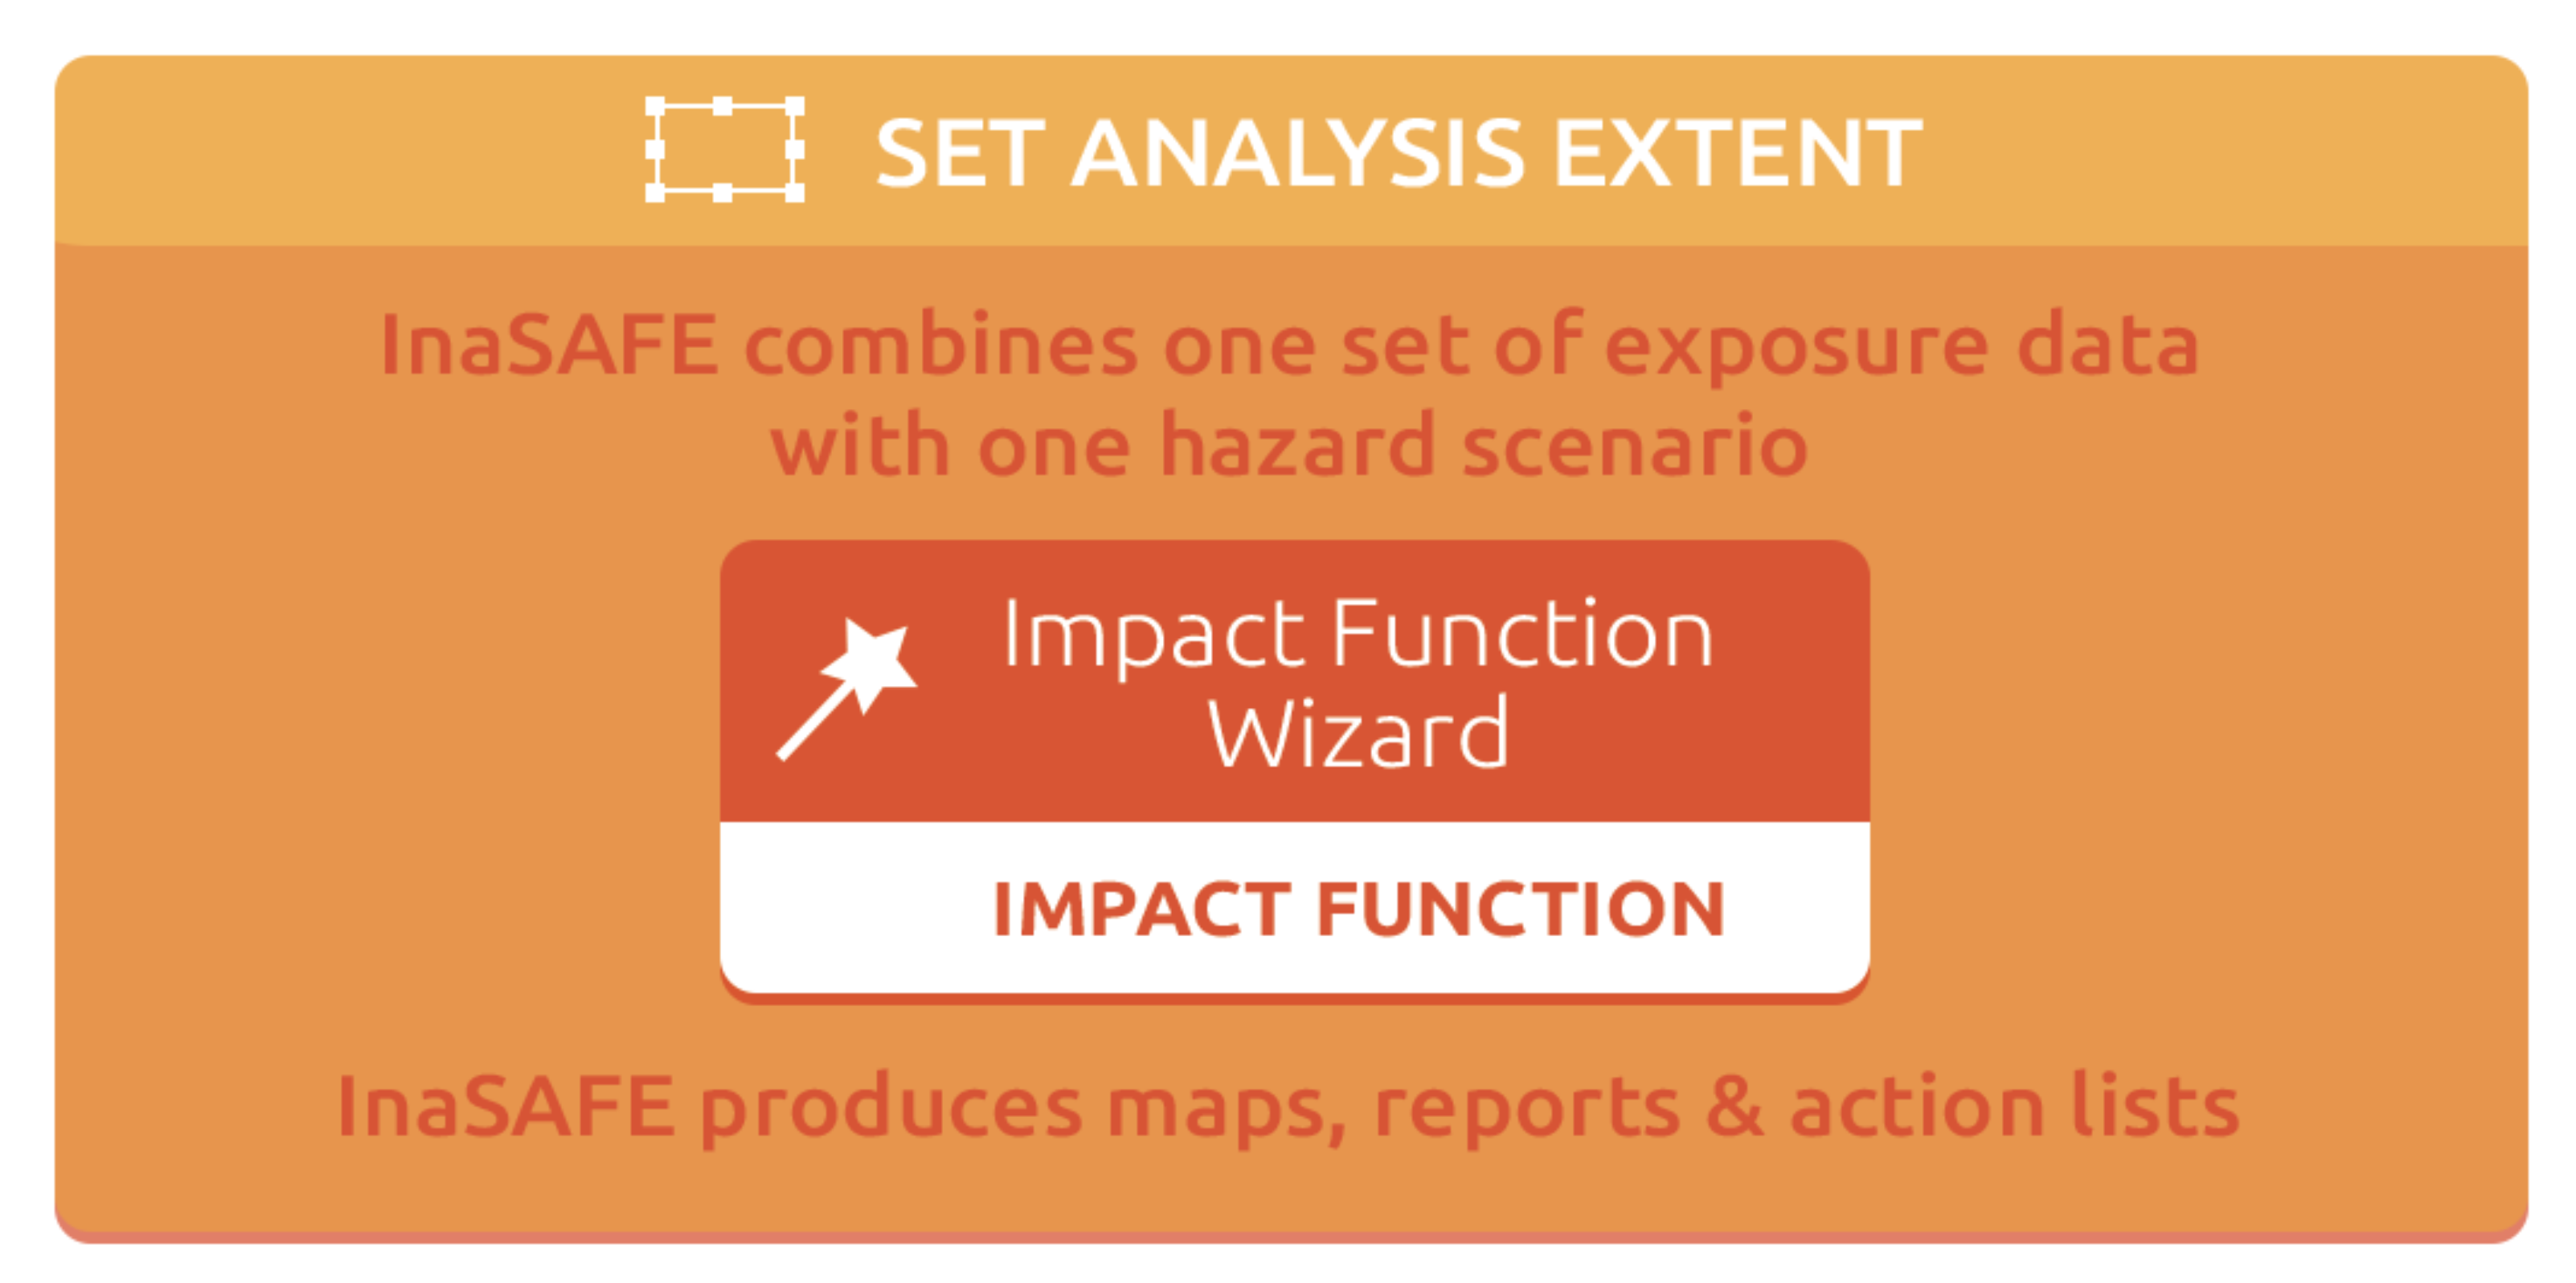 SET ANALYSIS EXTENT
InaSAFE combines one set of exposure data
with one hazard scenario
Impact Function
Wizard
IMPACT FUNCTION
InaSAFE produces maps, reports & action lists